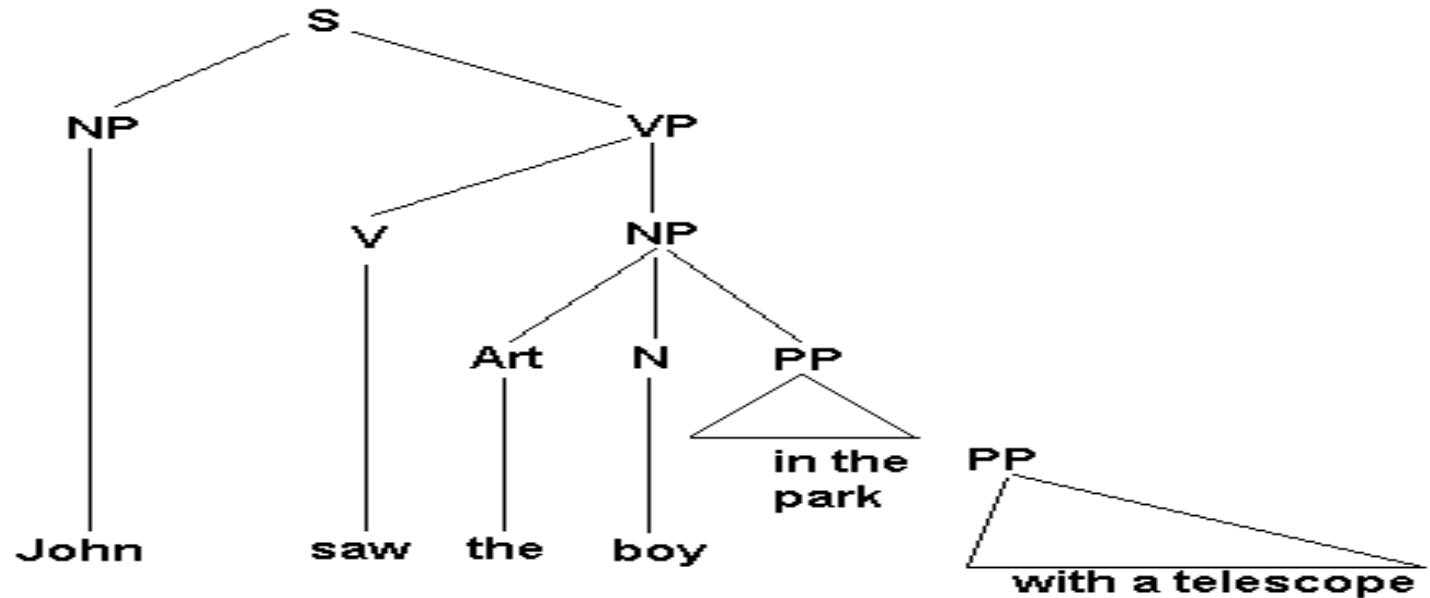 S
NP VP
V NP
Art N PP
in the PP
park
John saw the boy
with a telescope